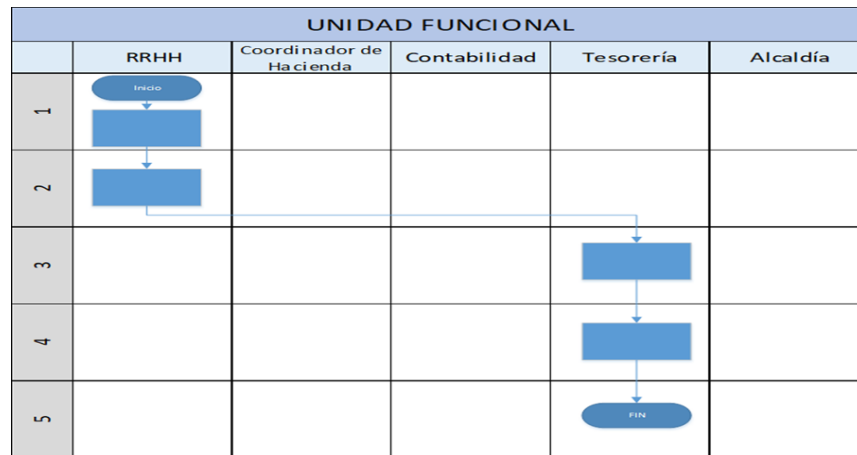 UNIDAD FUNCIONAL
RRHH
Coordinador de
Hacienda
Contabilidad
Tesorería
Alcaldía
Inicio
1
2
3
4
5
FIN